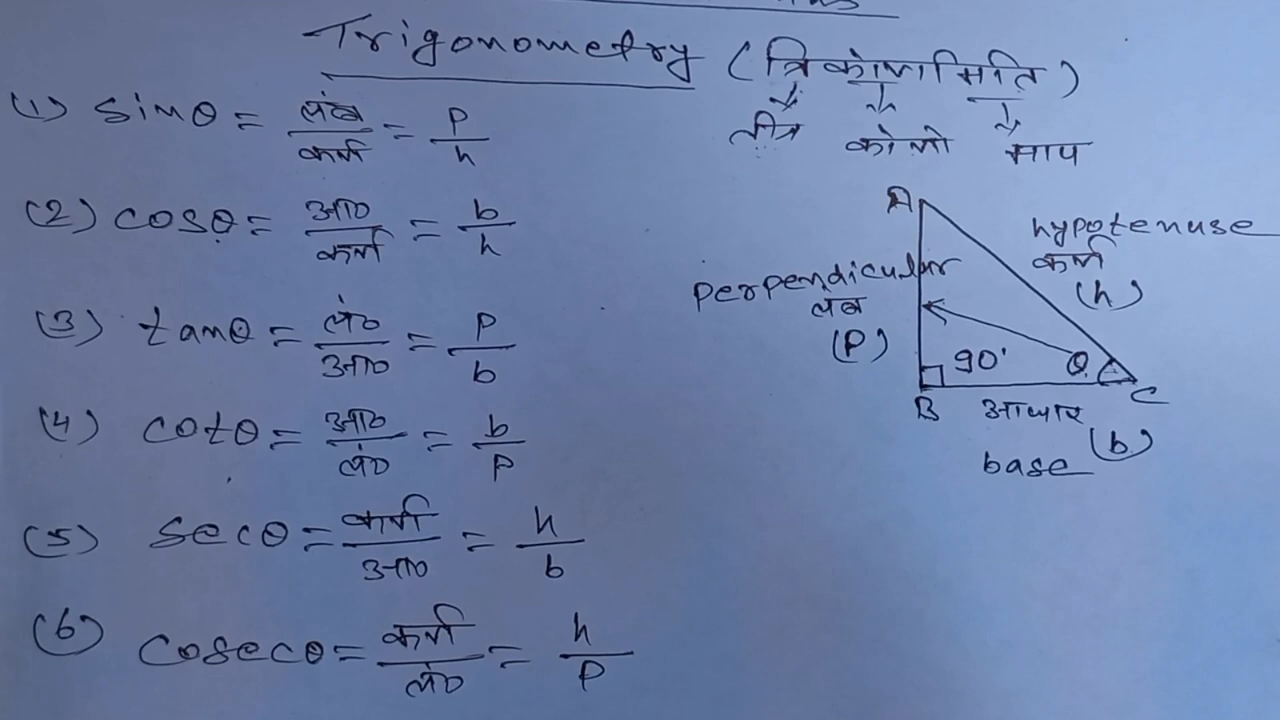 Trigonometry (त्रिकोणमिति)
तीन कोणों माप
(1) sinθ = लंब/कर्ण = P/h
(2) cosθ = आ०/कर्ण = b/h
(3) tanθ = लं०/आ० = P/b
(4) cotθ = आ०/लं० = b/P
(5) secθ = कर्ण/आ० = h/b
(6) cosecθ = कर्ण/लं० = h/P
A
hypotenuse
कर्ण
(h)
perpendicular
लंब
(P)
90° θ
B C
आधार
(b)
base